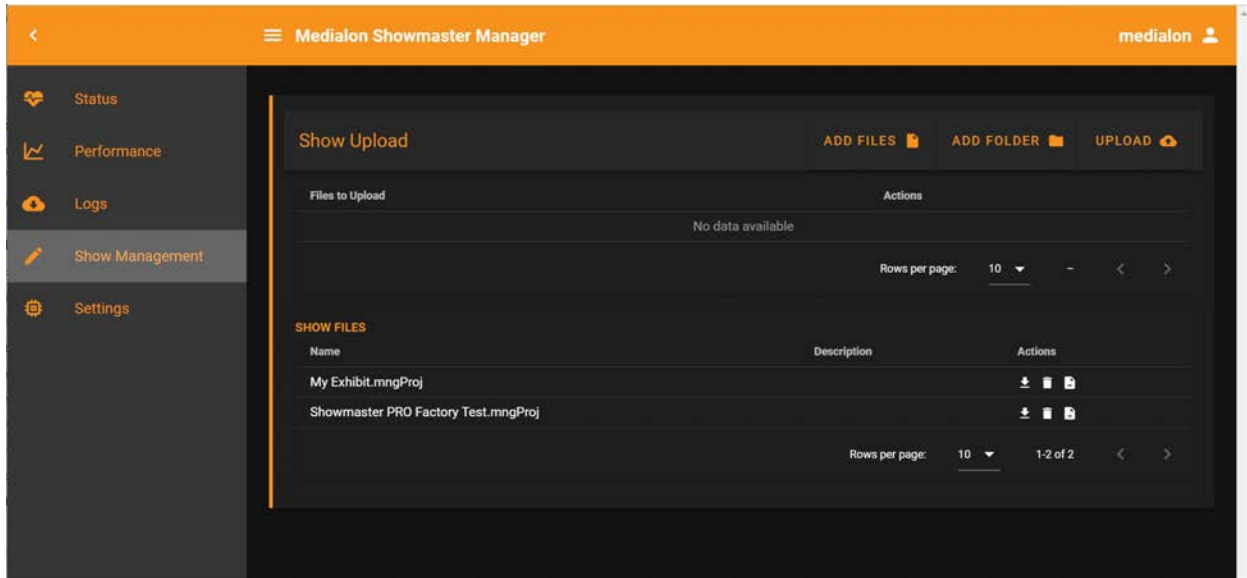 Medialon Showmaster Manager medialon
Status
Performance
Logs
Show Management
Settings
Show Upload ADD FILES ADD FOLDER UPLOAD
Files to Upload Actions
No data available
Rows per page: 10 –
SHOW FILES
Name Description Actions
My Exhibit.mngProj
Showmaster PRO Factory Test.mngProj
Rows per page: 10 1-2 of 2